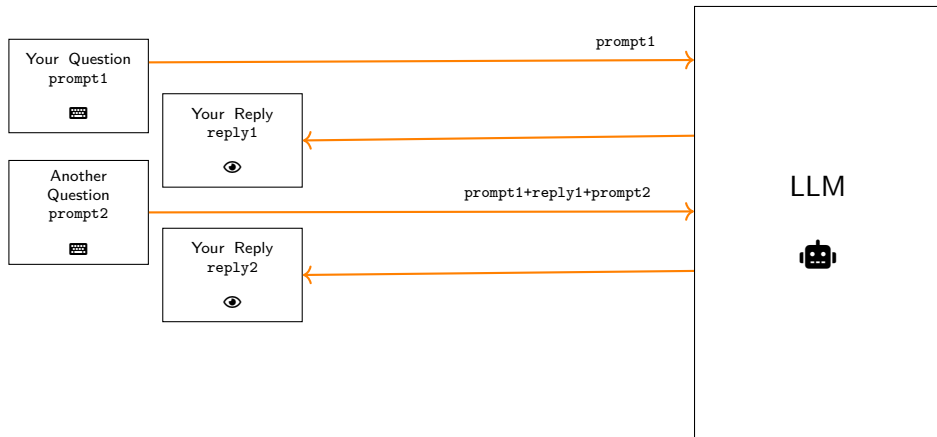 prompt1
Your Question
prompt1
Your Reply
reply1
Another
Question
prompt2
prompt1+reply1+prompt2
LLM
Your Reply
reply2